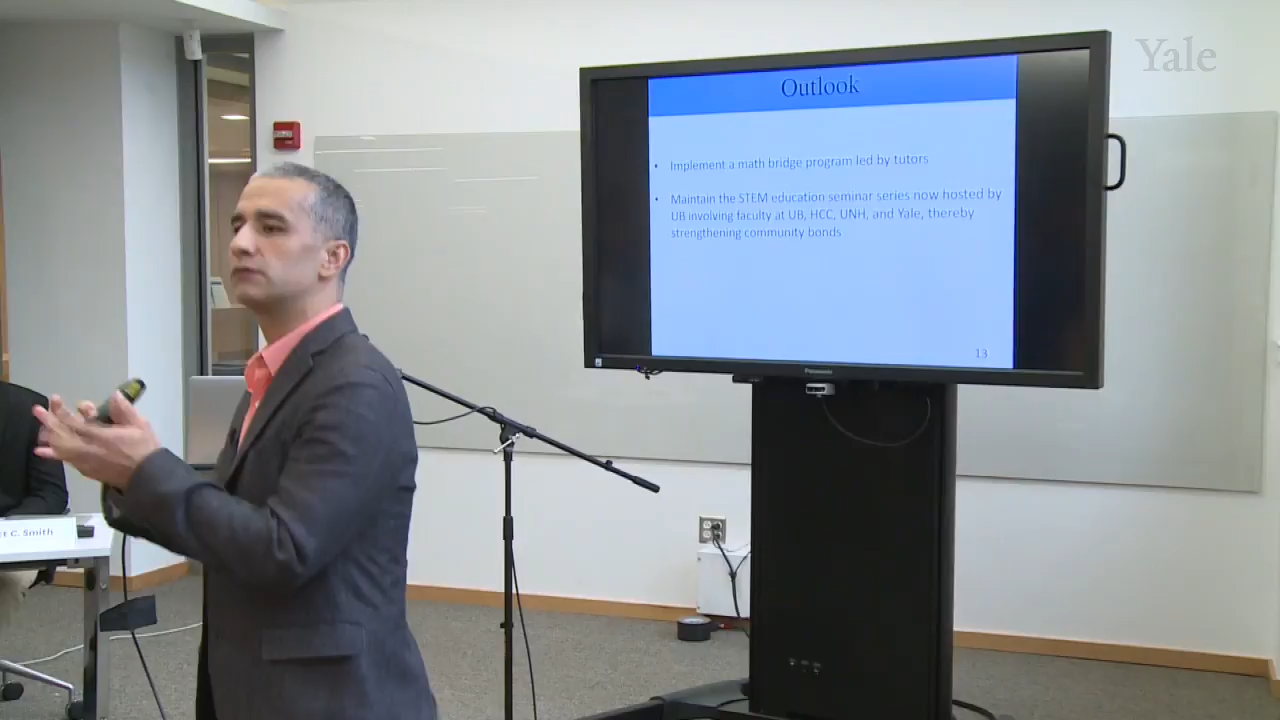 Yale
Outlook
• Implement a math bridge program led by tutors
• Maintain the STEM education seminar series now hosted by
UB involving faculty at UB, HCC, UNH, and Yale, thereby
strengthening community bonds
13
Panasonic
C. Smith